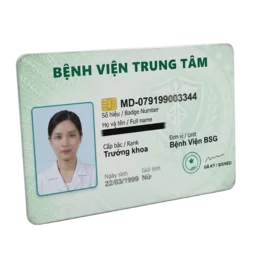 BỆNH VIỆN TRUNG TÂM
MD-079199003344
Số hiệu / Badge Number
Họ và tên / Full name
Cấp bậc / Rank
Trưởng khoa
Đơn vị / Unit
Bệnh Viện BSG
Ngày sinh
22/03/1999
Giới tính
Nữ
ĐÃ KÝ / SIGNED